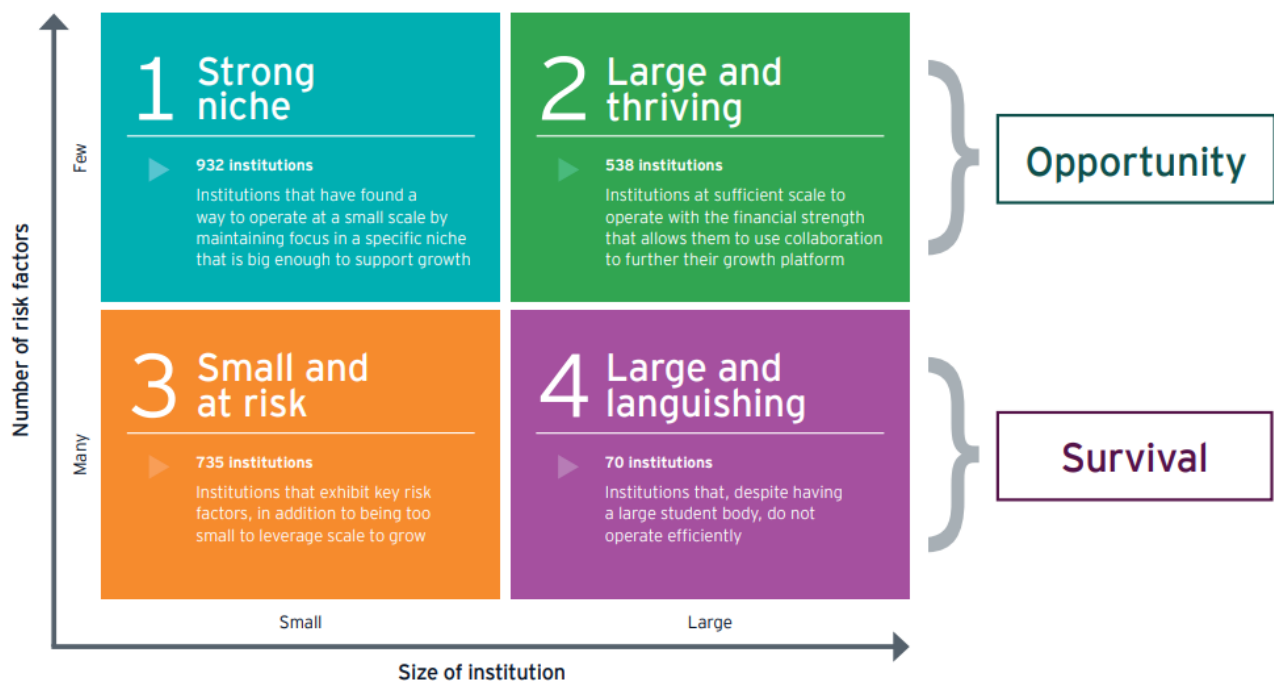 1
Strong
niche
932 institutions
Institutions that have found a
way to operate at a small scale by
maintaining focus in a specific niche
that is big enough to support growth
2
Large and
thriving
538 institutions
Institutions at sufficient scale to
operate with the financial strength
that allows them to use collaboration
to further their growth platform
Opportunity
Few
Number of risk factors
Many
3
Small and
at risk
735 institutions
Institutions that exhibit key risk
factors, in addition to being too
small to leverage scale to grow
4
Large and
languishing
70 institutions
Institutions that, despite having
a large student body, do not
operate efficiently
Survival
Small
Large
Size of institution